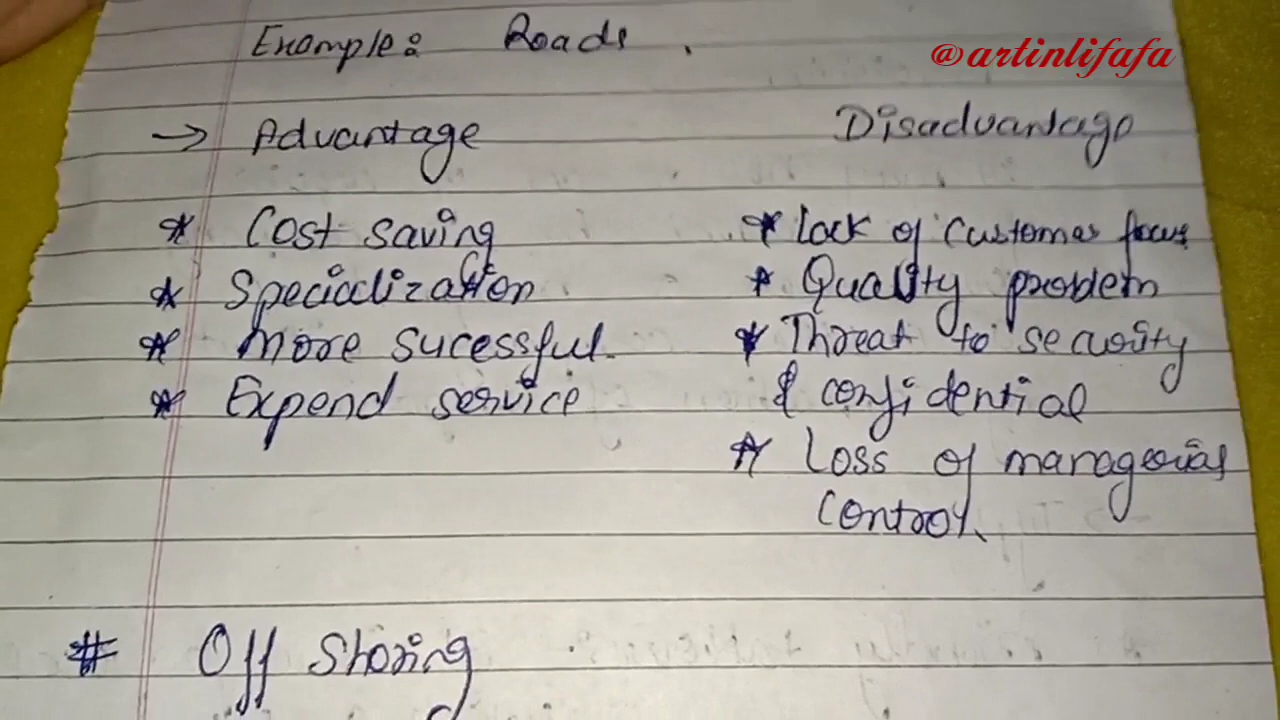 Example: Roads.
@artinlifafa
→ Advantage
* Cost saving
* Specialization
* More sucessful.
* Expend service
Disadvantage
* Lack of customer focus
* Quality problem
* Threat to security
& confidential
* Loss of managerial
control.
# Off Shoring